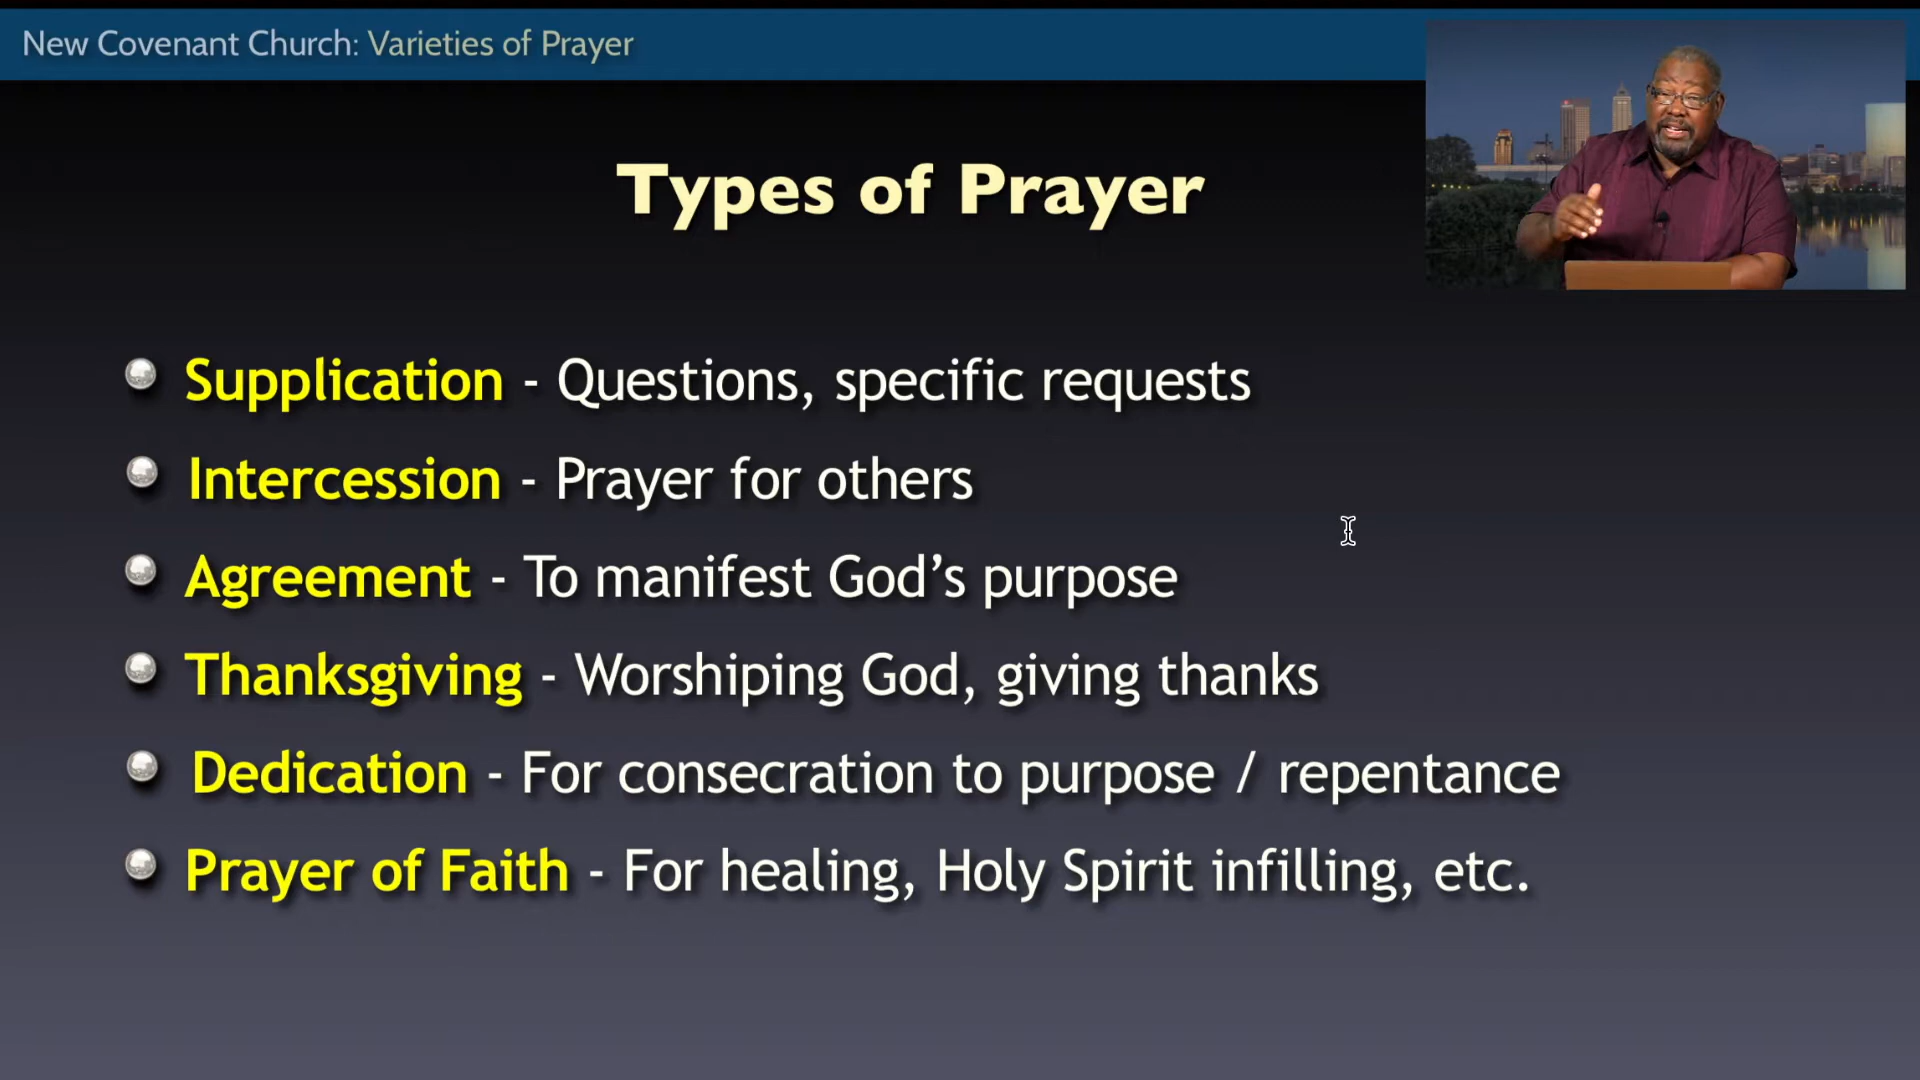 New Covenant Church: Varieties of Prayer
Types of Prayer
Supplication - Questions, specific requests
Intercession - Prayer for others
Agreement - To manifest God’s purpose
Thanksgiving - Worshiping God, giving thanks
Dedication - For consecration to purpose / repentance
Prayer of Faith - For healing, Holy Spirit infilling, etc.